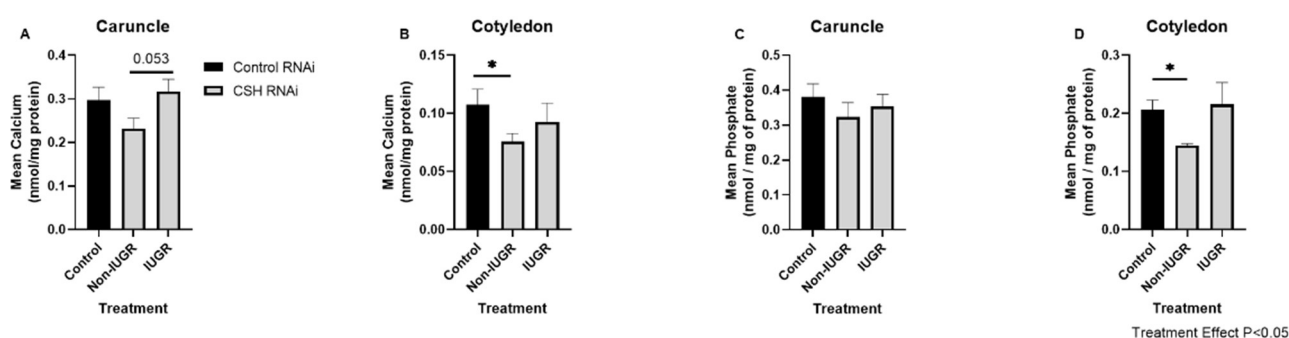 A
Caruncle
Mean Calcium
(nmol/mg protein)
0.4
0.3
0.2
0.1
0.0
0.053
Control
Non-IUGR
IUGR
Treatment
Control RNAi
CSH RNAi
B
Cotyledon
Mean Calcium
(nmol/mg protein)
0.15
0.10
0.05
0.00
*
Control
Non-IUGR
IUGR
Treatment
C
Caruncle
Mean Phosphate
(nmol / mg of protein)
0.5
0.4
0.3
0.2
0.1
0.0
Control
Non-IUGR
IUGR
Treatment
D
Cotyledon
Mean Phosphate
(nmol / mg of protein)
0.3
0.2
0.1
0.0
*
Control
Non-IUGR
IUGR
Treatment
Treatment Effect P<0.05